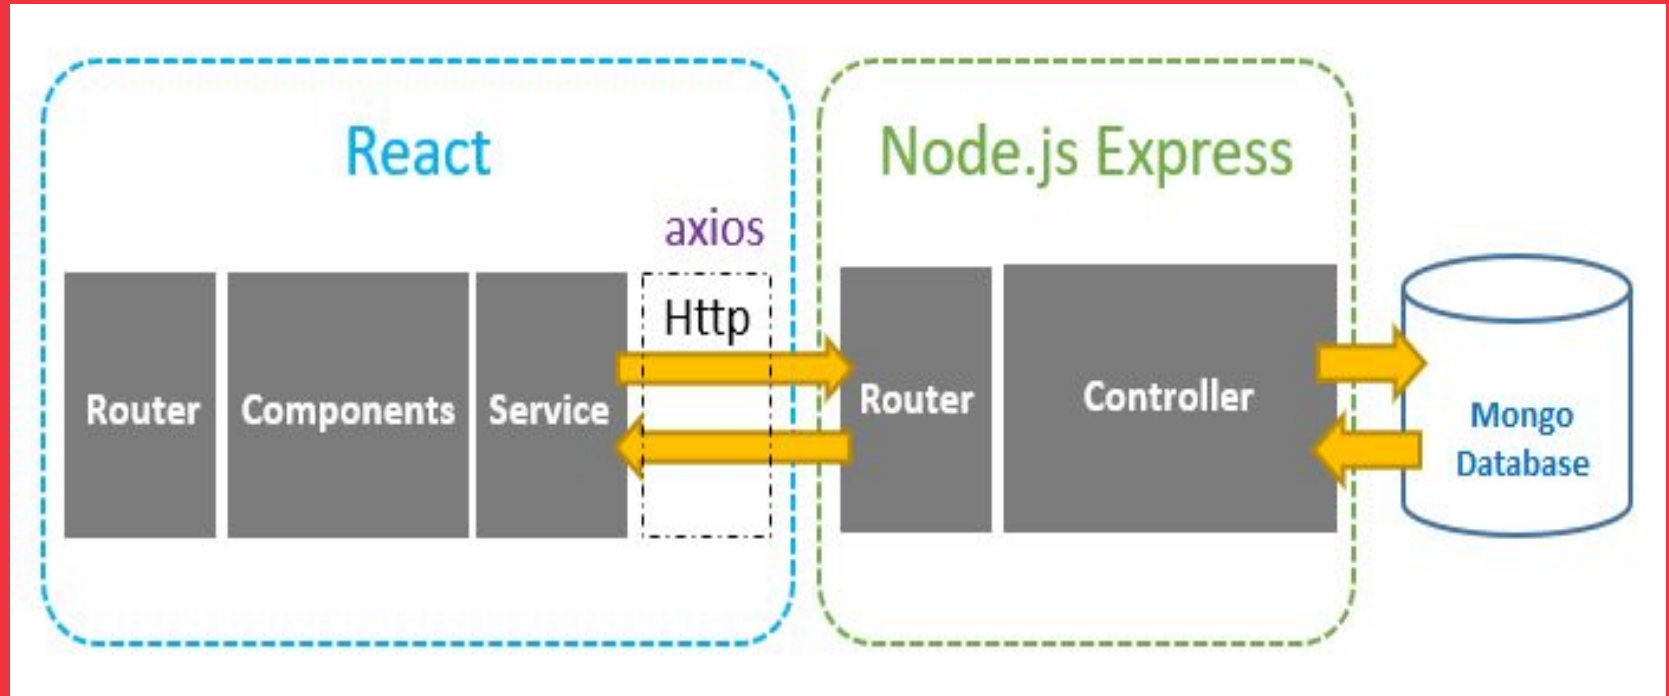 React
axios
Http
Router
Components
Service
Node.js Express
Router
Controller
Mongo
Database